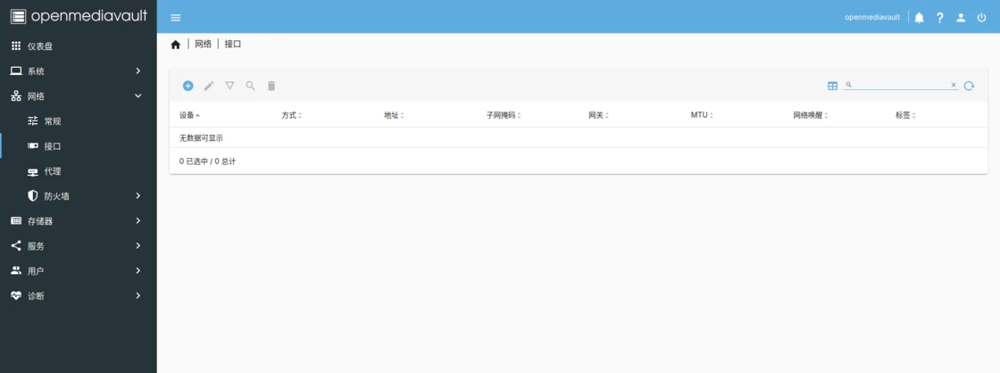 openmediavault
openmediavault
仪表盘
网络 | 接口
系统
网络
常规
设备 方式 地址 子网掩码 网关 MTU 网络唤醒 标签
无数据可显示
接口
0 已选中 / 0 总计
代理
防火墙
存储器
服务
用户
诊断